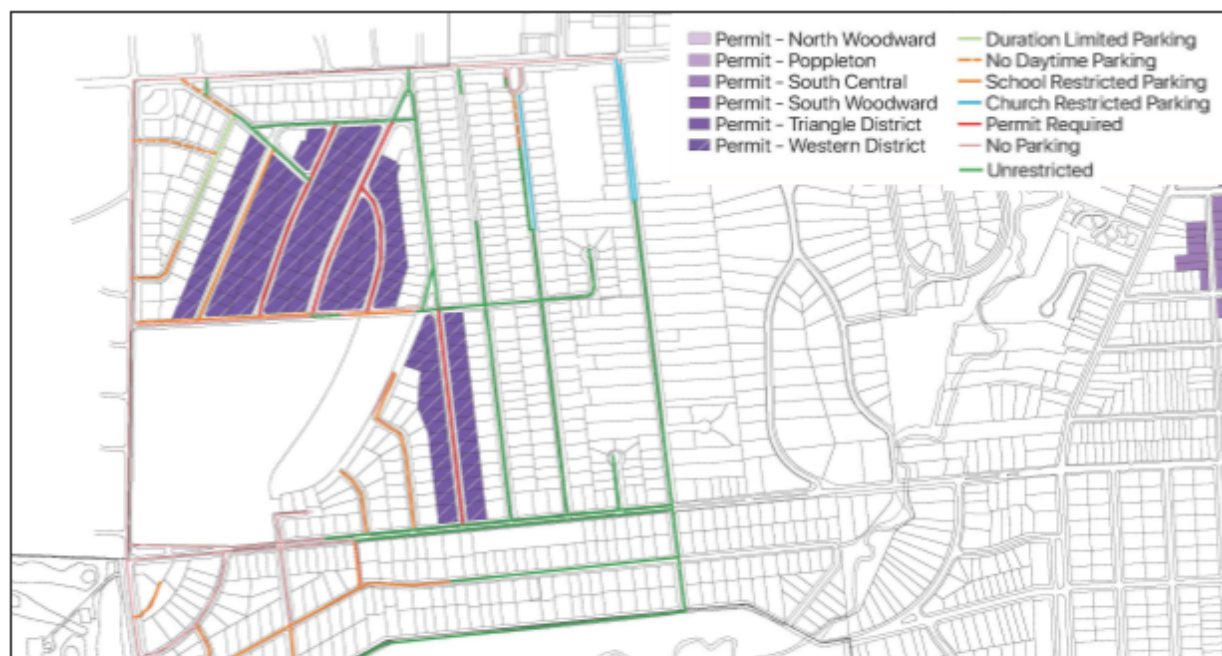 Permit - North Woodward
Permit - Poppleton
Permit - South Central
Permit - South Woodward
Permit - Triangle District
Permit - Western District
Duration Limited Parking
No Daytime Parking
School Restricted Parking
Church Restricted Parking
Permit Required
No Parking
Unrestricted